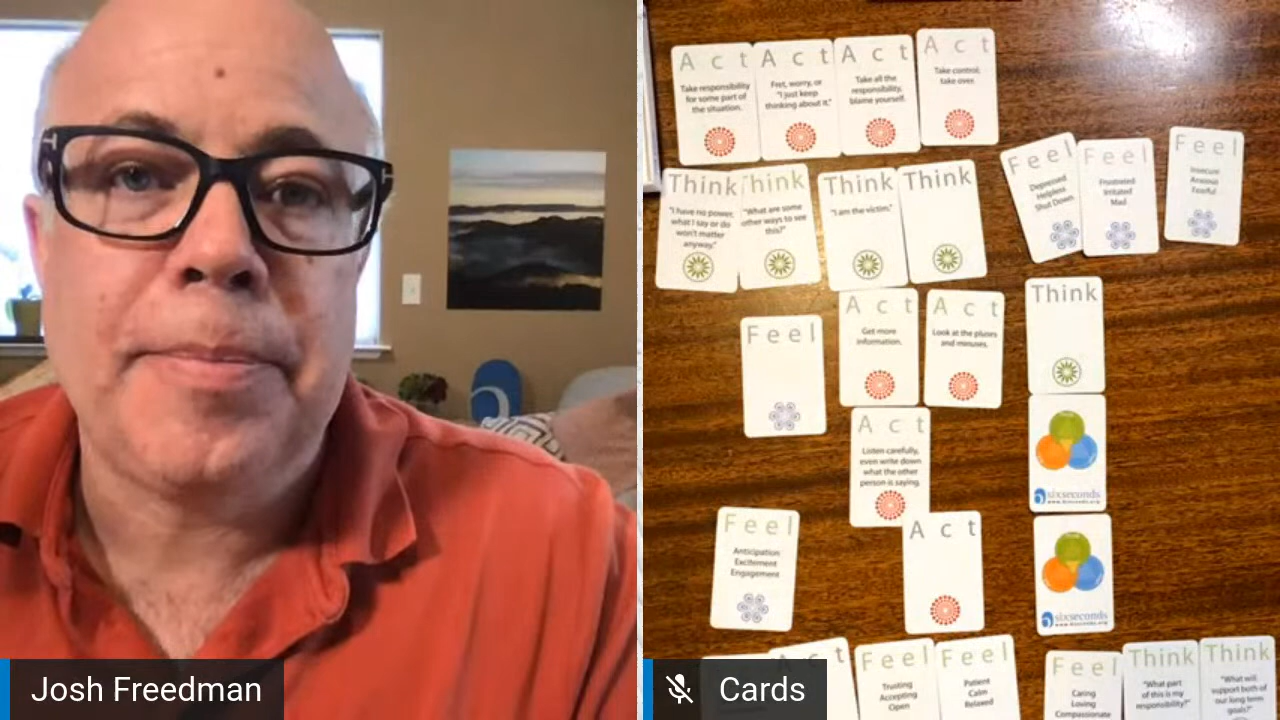 Act
Take responsibility
for some part of
the situation.
Act
Fret, worry, or
"I just keep
thinking about it."
Act
Take all the
responsibility,
blame yourself.
Act
Take control,
take over.
Think
"I have no power,
what I say or do
won't matter
anyway."
Think
"What are some
other ways to see
this?"
Think
"I am the victim."
Think
Feel
Depressed
Helpless
Shut Down
Feel
Frustrated
Irritated
Mad
Feel
Insecure
Anxious
Fearful
Feel
Act
Get more
information.
Act
Look at the pluses
and minuses.
Think
Act
Listen carefully,
even write down
what the other
person is saying.
sixseconds
www.6seconds.org
Feel
Anticipation
Excitement
Engagement
Act
sixseconds
www.6seconds.org
Act
Feel
Trusting
Accepting
Open
Feel
Patient
Calm
Relaxed
Feel
Caring
Loving
Compassionate
Think
"What part
of this is my
responsibility?"
Think
"What will
support both of
our long term
goals?"
Josh Freedman
Cards